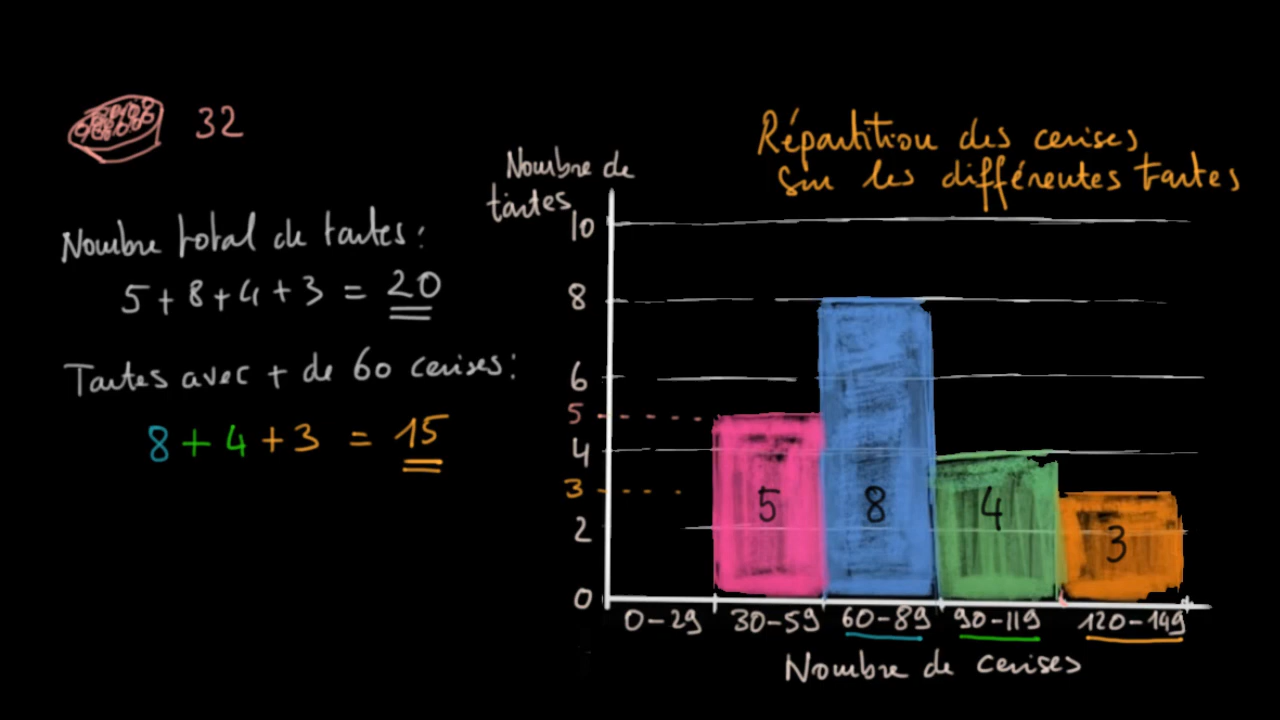 32
Répartition des cerises
sur les différentes tartes
Nombre de
tartes
Nombre total de tartes :
5 + 8 + 4 + 3 = 20
Tartes avec + de 60 cerises :
8 + 4 + 3 = 15
10
8
6
5
4
3
2
0
5
8
4
3
0-29 30-59 60-89 90-119 120-149
Nombre de cerises